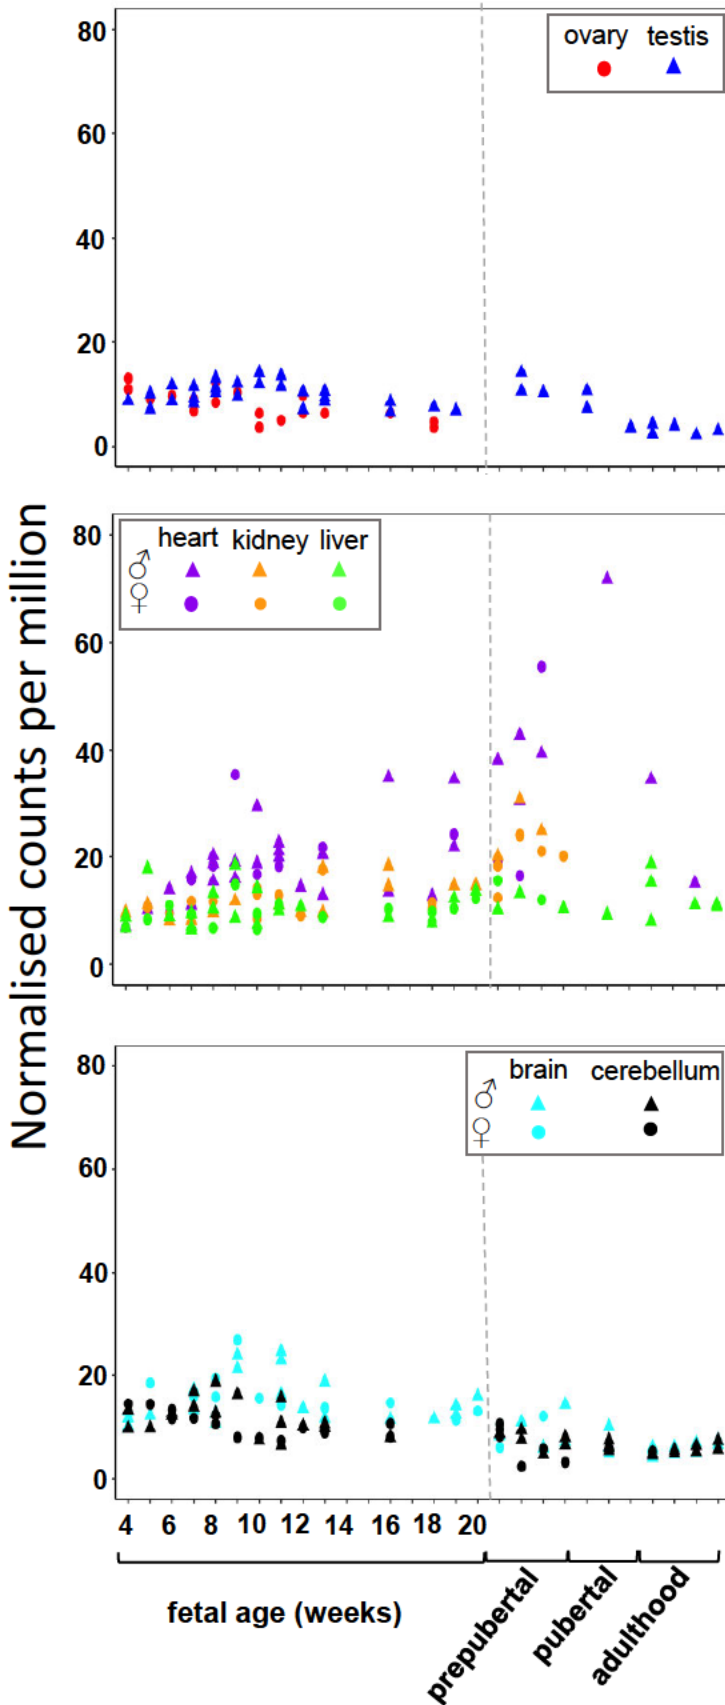 80
ovary testis
60
40
20
0
Normalised counts per million
80
heart kidney liver
♂
♀
60
40
20
0
80
brain cerebellum
♂
♀
60
40
20
0
4 6 8 10 12 14 16 18 20
fetal age (weeks)
prepubertal
pubertal
adulthood